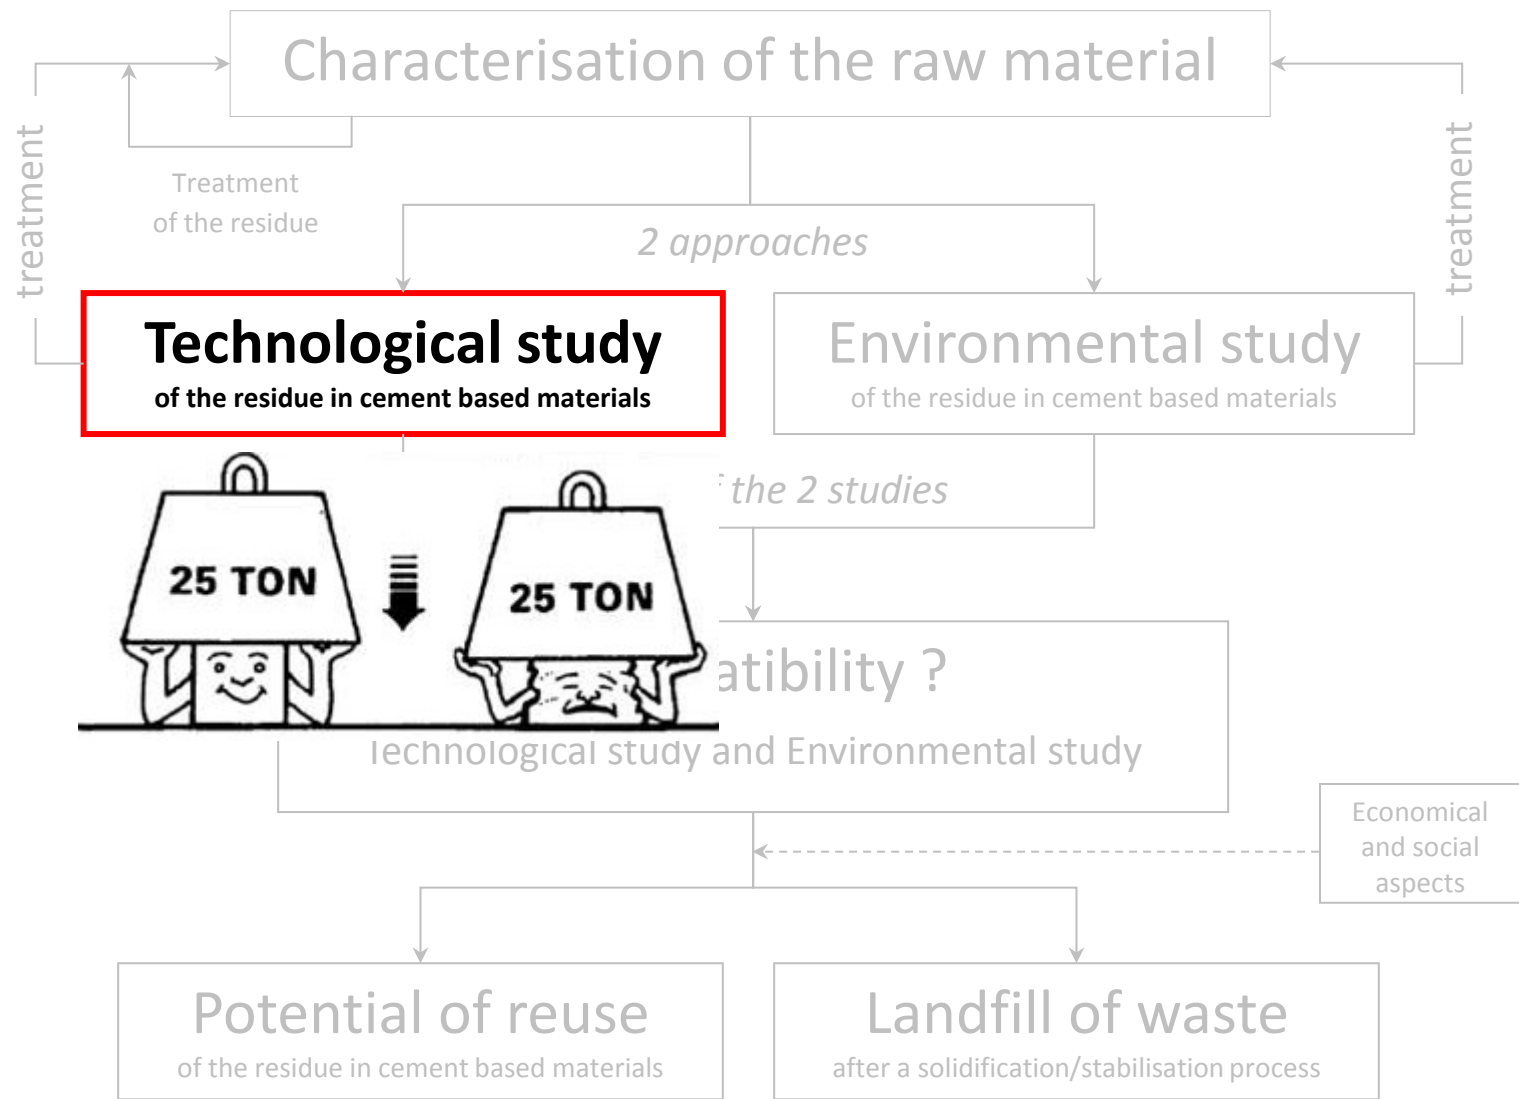 Characterisation of the raw material
treatment
Treatment
of the residue
2 approaches
treatment
Technological study
of the residue in cement based materials
Environmental study
of the residue in cement based materials
the 2 studies
25 TON
25 TON
atibility ?
Technological study and Environmental study
Economical
and social
aspects
Potential of reuse
of the residue in cement based materials
Landfill of waste
after a solidification/stabilisation process